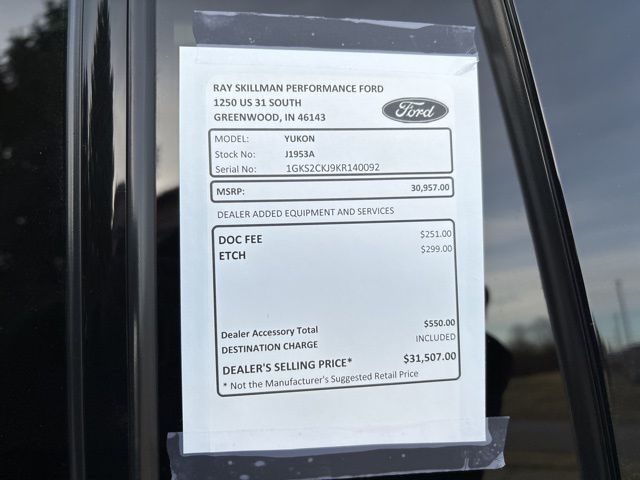 RAY SKILLMAN PERFORMANCE FORD
1250 US 31 SOUTH
GREENWOOD, IN 46143
Ford
MODEL: YUKON
Stock No: J1953A
Serial No: 1GKS2CKJ9KR140092
MSRP: 30,957.00
DEALER ADDED EQUIPMENT AND SERVICES
DOC FEE $251.00
ETCH $299.00
Dealer Accessory Total $550.00
DESTINATION CHARGE INCLUDED
DEALER'S SELLING PRICE* $31,507.00
* Not the Manufacturer's Suggested Retail Price